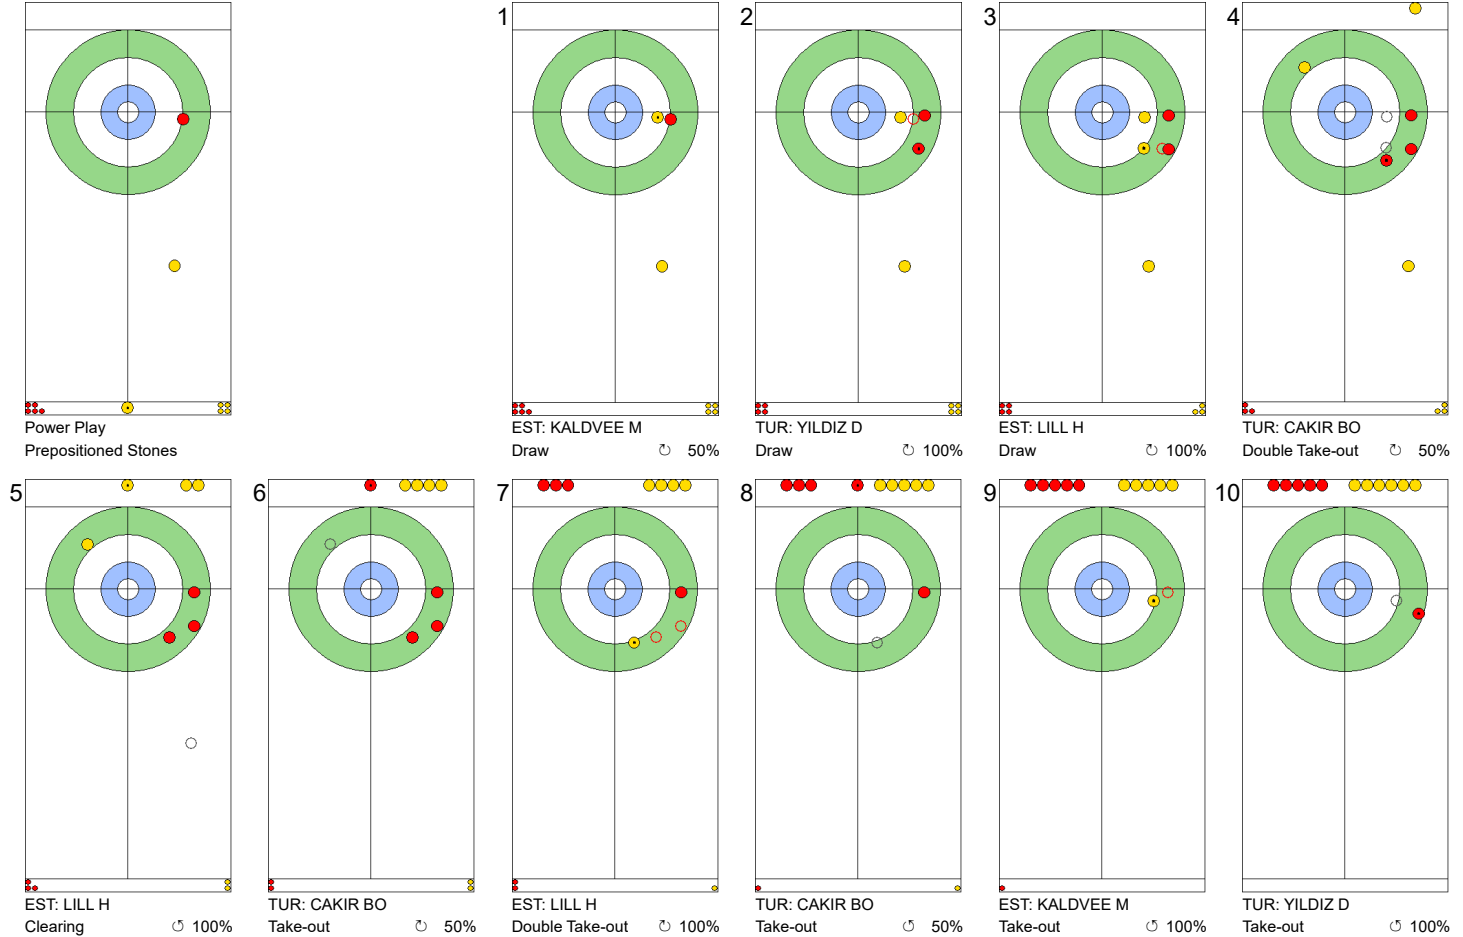 Power Play
Prepositioned Stones
1
EST: KALDVEE M
Draw ↻ 50%
2
TUR: YILDIZ D
Draw ↻ 100%
3
EST: LILL H
Draw ↻ 100%
4
TUR: CAKIR BO
Double Take-out ↻ 50%
5
EST: LILL H
Clearing ↺ 100%
6
TUR: CAKIR BO
Take-out ↻ 50%
7
EST: LILL H
Double Take-out ↻ 100%
8
TUR: CAKIR BO
Take-out ↺ 50%
9
EST: KALDVEE M
Take-out ↺ 100%
10
TUR: YILDIZ D
Take-out ↺ 100%